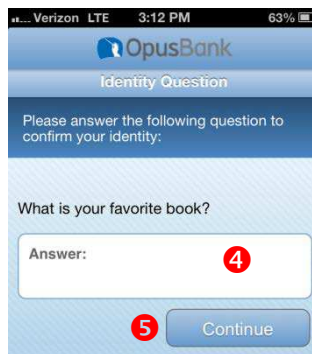 ... Verizon LTE 3:12 PM 63%
OpusBank
Identity Question
Please answer the following question to
confirm your identity:
What is your favorite book?
Answer: 4
5 Continue